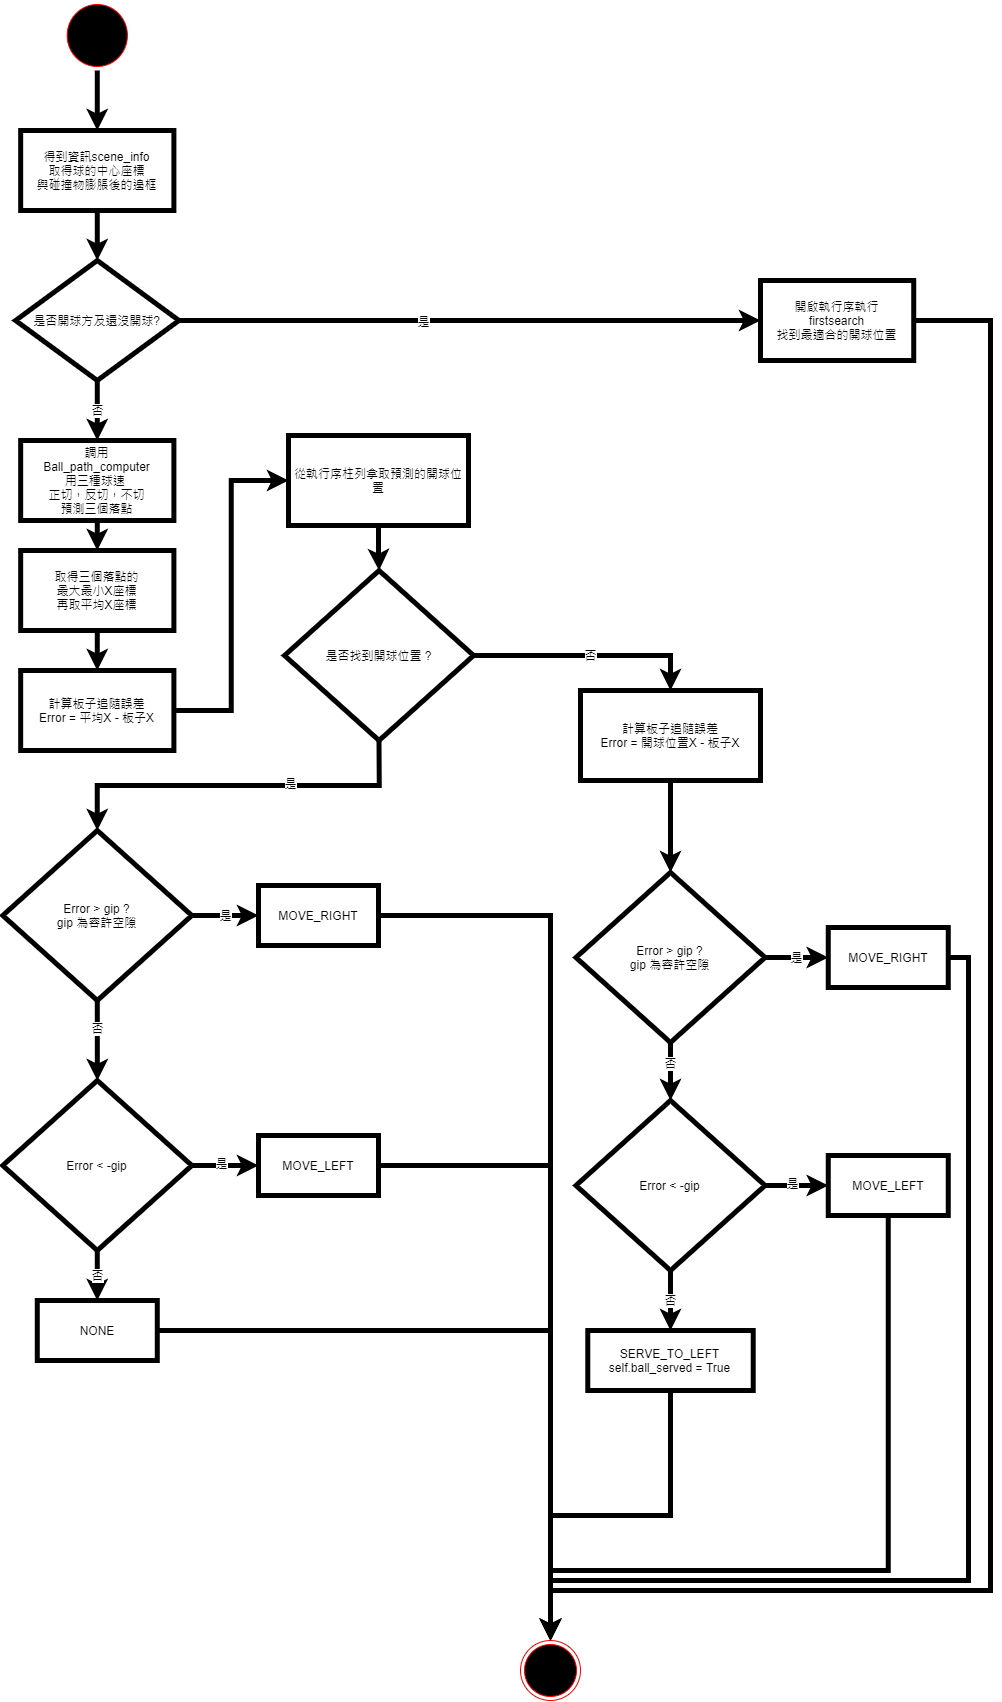 得到資訊scene_info
取得球的中心座標
與碰撞物膨脹後的邊框
是否開球方及還沒開球?
是
開啟執行序執行
firstsearch
找到最適合的開球位置
否
調用
Ball_path_computer
用三種球速
正切，反切，不切
預測三個落點
取得三個落點的
最大最小X座標
再取平均X座標
計算板子追隨誤差
Error = 平均X - 板子X
從執行序柱列拿取預測的開球位
置
是否找到開球位置 ?
否
計算板子追隨誤差
Error = 開球位置X - 板子X
是
Error > gip ?
gip 為容許空隙
是
MOVE_RIGHT
否
Error < -gip
是
MOVE_LEFT
否
NONE
Error > gip ?
gip 為容許空隙
是
MOVE_RIGHT
否
Error < -gip
是
MOVE_LEFT
否
SERVE_TO_LEFT
self.ball_served = True